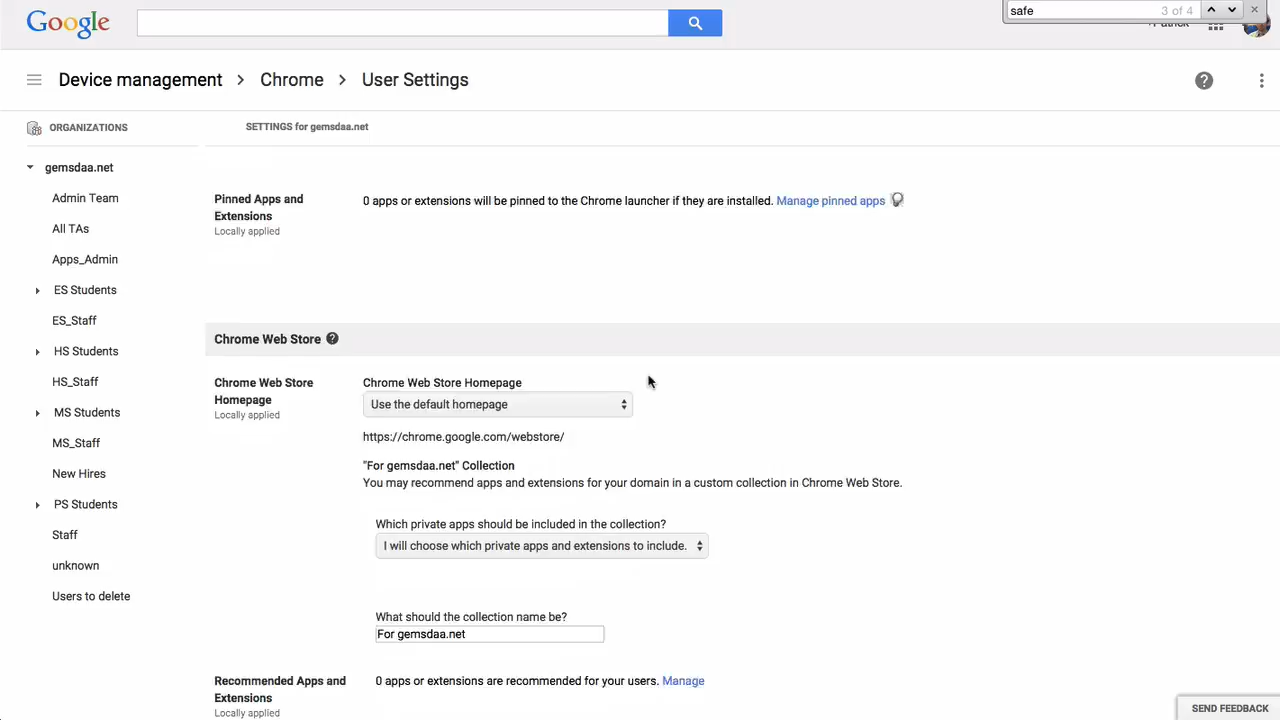 safe
3 of 4
Google
+Patrick
Device management > Chrome > User Settings
ORGANIZATIONS
SETTINGS for gemsdaa.net
gemsdaa.net
Admin Team
All TAs
Apps_Admin
ES Students
ES_Staff
HS Students
HS_Staff
MS Students
MS_Staff
New Hires
PS Students
Staff
unknown
Users to delete
Pinned Apps and
Extensions
Locally applied
0 apps or extensions will be pinned to the Chrome launcher if they are installed. Manage pinned apps
Chrome Web Store
Chrome Web Store
Homepage
Locally applied
Chrome Web Store Homepage
Use the default homepage
https://chrome.google.com/webstore/
"For gemsdaa.net" Collection
You may recommend apps and extensions for your domain in a custom collection in Chrome Web Store.
Which private apps should be included in the collection?
I will choose which private apps and extensions to include.
What should the collection name be?
For gemsdaa.net
Recommended Apps and
Extensions
Locally applied
0 apps or extensions are recommended for your users. Manage
SEND FEEDBACK